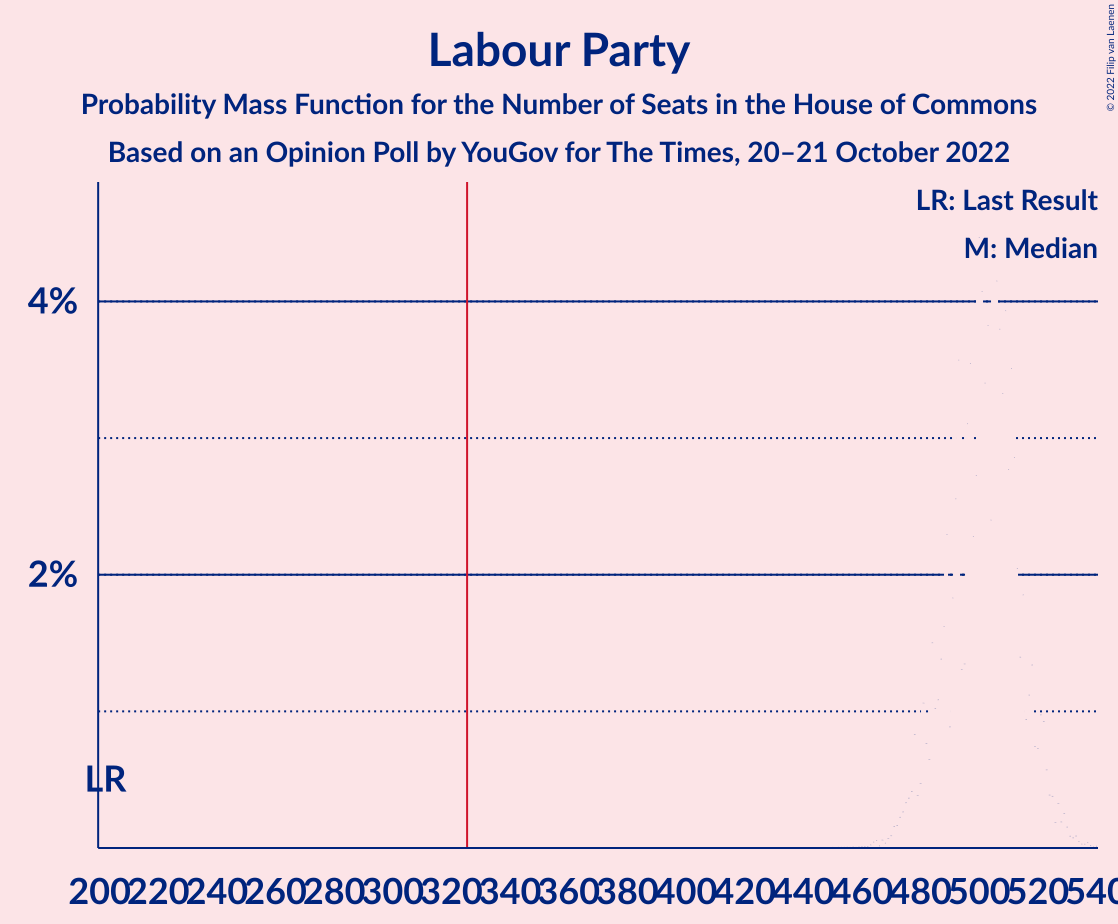 Labour Party
Probability Mass Function for the Number of Seats in the House of Commons
Based on an Opinion Poll by YouGov for The Times, 20–21 October 2022
© 2022 Filip van Laenen
LR: Last Result
M: Median
4%
2%
LR
200 220 240 260 280 300 320 340 360 380 400 420 440 460 480 500 520 540